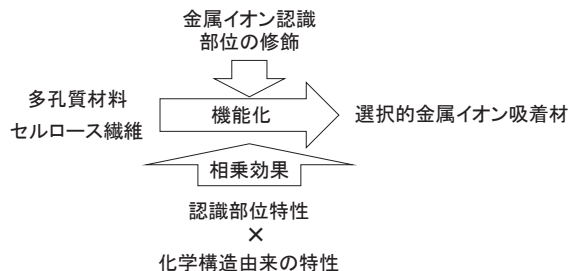 金属イオン認識
部位の修飾
多孔質材料
セルロース繊維
機能化
選択的金属イオン吸着材
相乗効果
認識部位特性
×
化学構造由来の特性